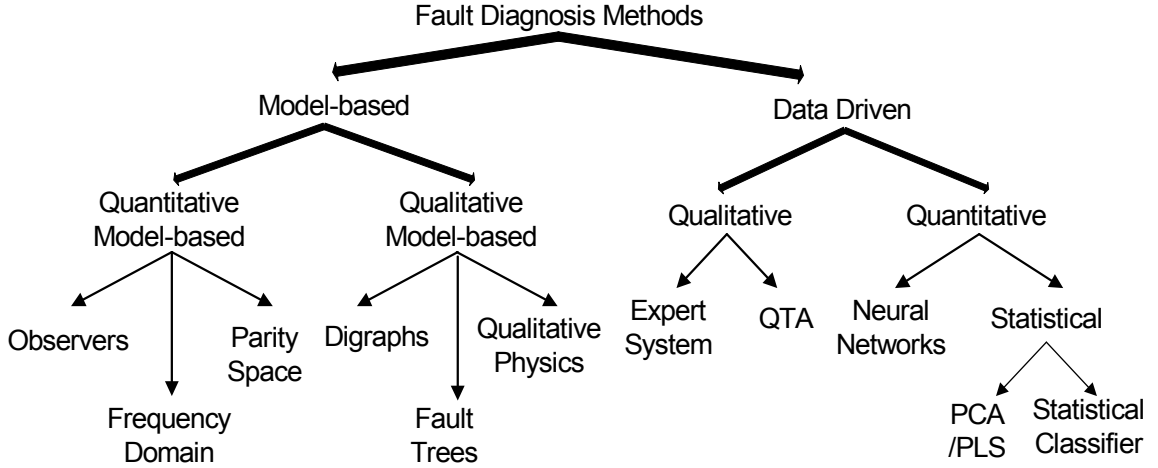 Fault Diagnosis Methods
Model-based
Data Driven
Quantitative
Model-based
Qualitative
Model-based
Qualitative
Quantitative
Observers
Frequency
Domain
Parity
Space
Digraphs
Fault
Trees
Qualitative
Physics
Expert
System
QTA
Neural
Networks
Statistical
PCA
/PLS
Statistical
Classifier